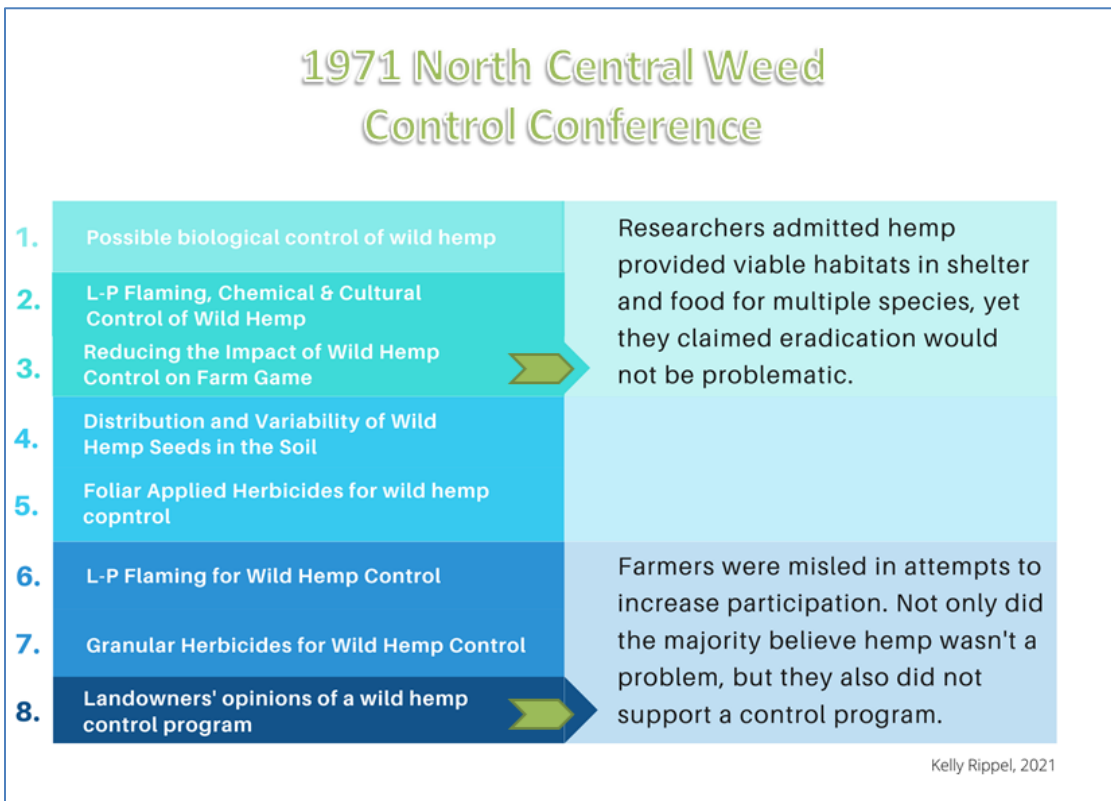 1971 North Central Weed
Control Conference
1.
Possible biological control of wild hemp
2.
L-P Flaming, Chemical & Cultural
Control of Wild Hemp
3.
Reducing the Impact of Wild Hemp
Control on Farm Game
Researchers admitted hemp
provided viable habitats in shelter
and food for multiple species, yet
they claimed eradication would
not be problematic.
4.
Distribution and Variability of Wild
Hemp Seeds in the Soil
5.
Foliar Applied Herbicides for wild hemp
copntrol
6.
L-P Flaming for Wild Hemp Control
7.
Granular Herbicides for Wild Hemp Control
8.
Landowners' opinions of a wild hemp
control program
Farmers were misled in attempts to
increase participation. Not only did
the majority believe hemp wasn't a
problem, but they also did not
support a control program.
Kelly Rippel, 2021